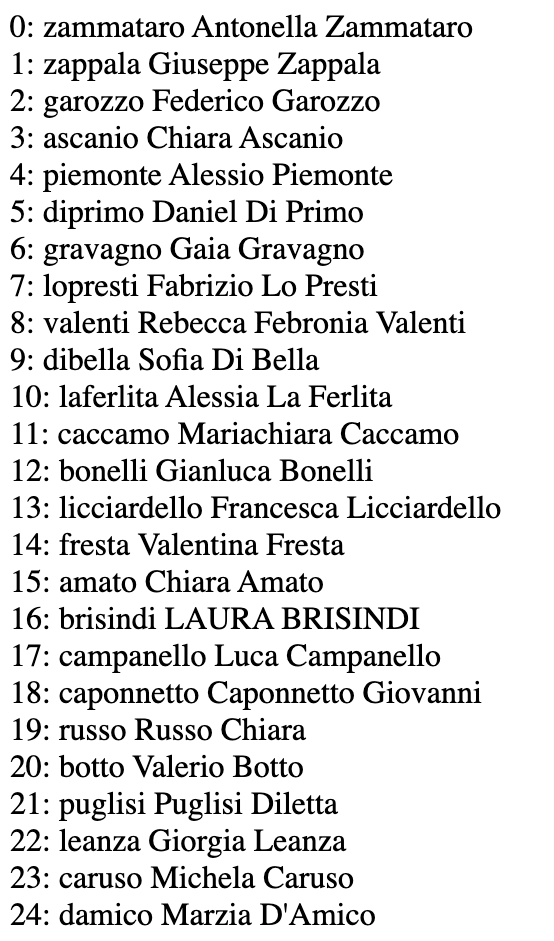 0: zammataro Antonella Zammataro
1: zappala Giuseppe Zappala
2: garozzo Federico Garozzo
3: ascanio Chiara Ascanio
4: piemonte Alessio Piemonte
5: diprimo Daniel Di Primo
6: gravagno Gaia Gravagno
7: lopresti Fabrizio Lo Presti
8: valenti Rebecca Febronia Valenti
9: dibella Sofia Di Bella
10: laferlita Alessia La Ferlita
11: caccamo Mariachiara Caccamo
12: bonelli Gianluca Bonelli
13: licciardello Francesca Licciardello
14: fresta Valentina Fresta
15: amato Chiara Amato
16: brisindi LAURA BRISINDI
17: campanello Luca Campanello
18: caponnetto Caponnetto Giovanni
19: russo Russo Chiara
20: botto Valerio Botto
21: puglisi Puglisi Diletta
22: leanza Giorgia Leanza
23: caruso Michela Caruso
24: damico Marzia D'Amico